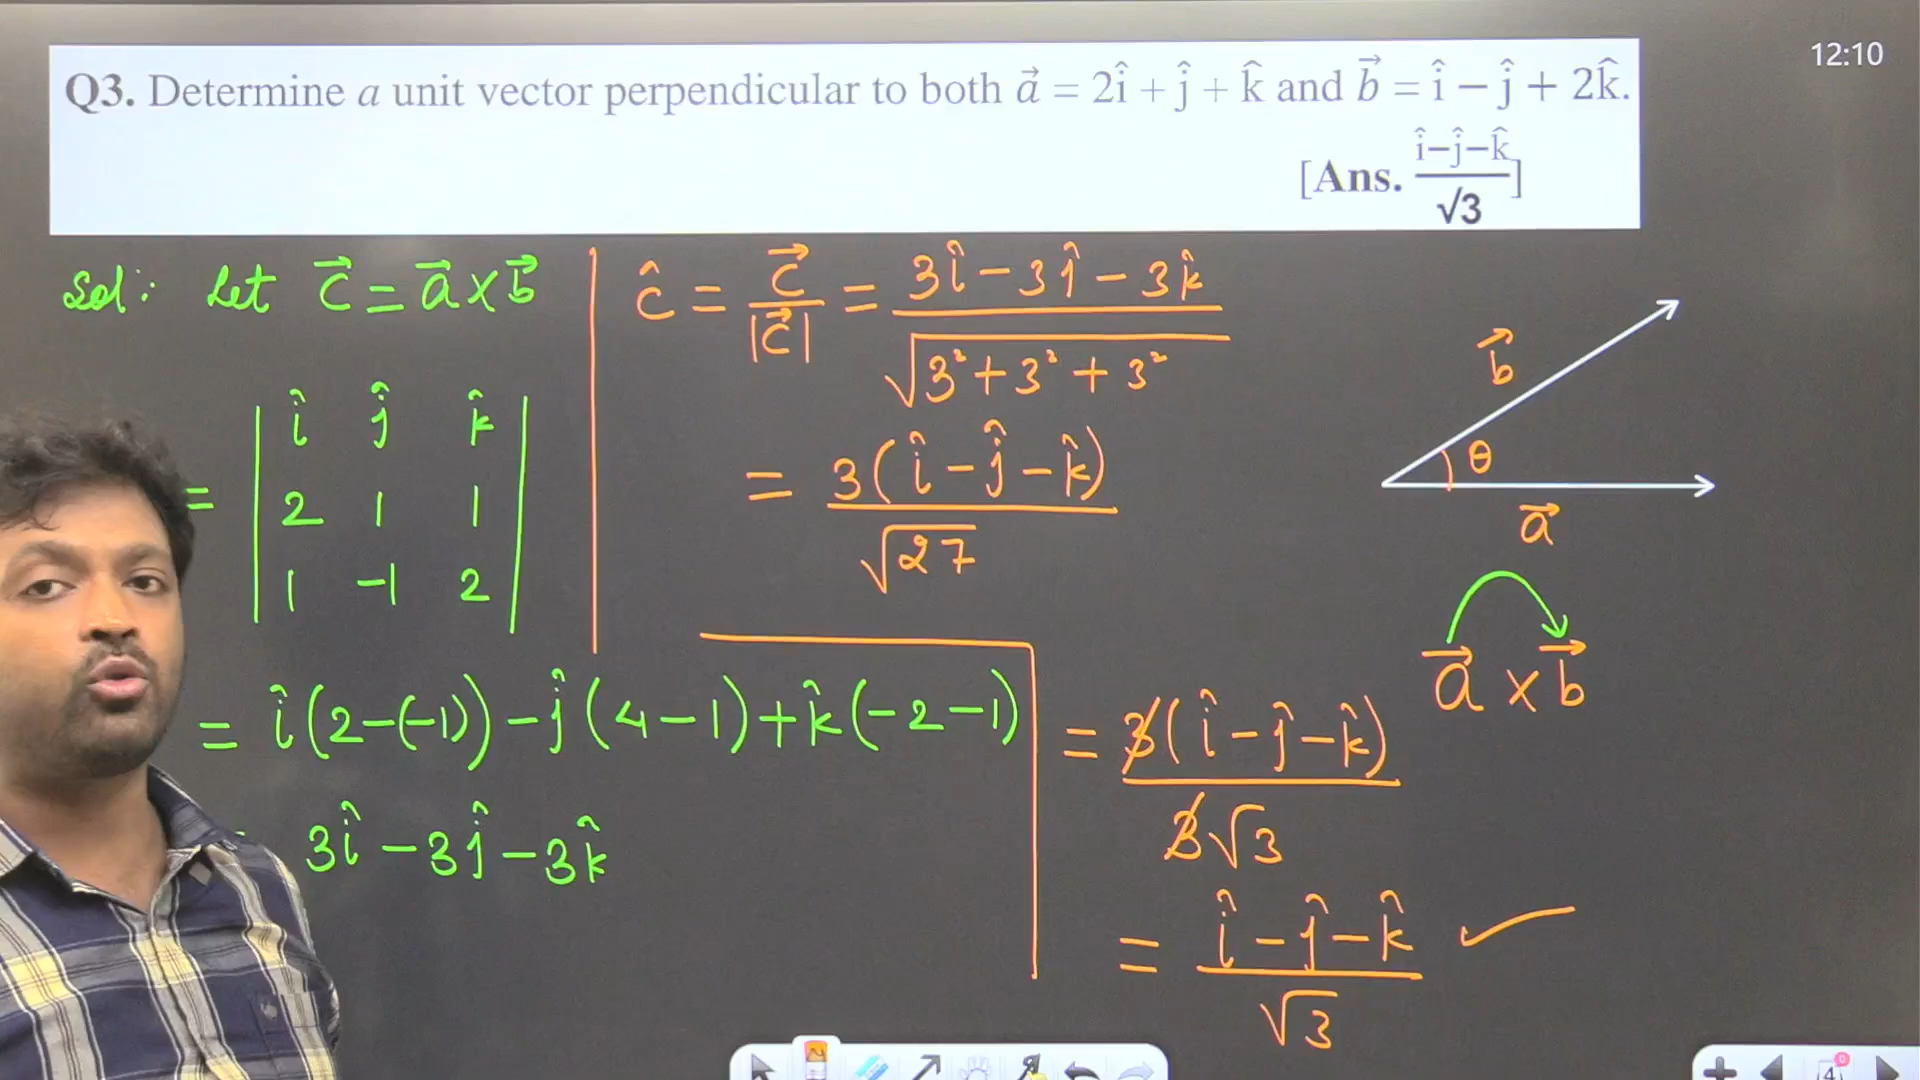 12:10
Q3. Determine a unit vector perpendicular to both a⃗ = 2î + ĵ + k̂ and b⃗ = î − ĵ + 2k̂.
[Ans. (î−ĵ−k̂)/√3]
Sol: Let c⃗ = a⃗ × b⃗
= | î ĵ k̂ |
2 1 1
1 -1 2
= î(2-(-1)) - ĵ(4-1) + k̂(-2-1)
3î - 3ĵ - 3k̂
ĉ = c⃗/|c⃗| = (3î - 3ĵ - 3k̂)/√(3² + 3² + 3²)
= 3(î - ĵ - k̂)/√27
= 3(î - ĵ - k̂)/3√3
= (î - ĵ - k̂)/√3 ✓
b⃗
θ
a⃗
a⃗ × b⃗
4
0